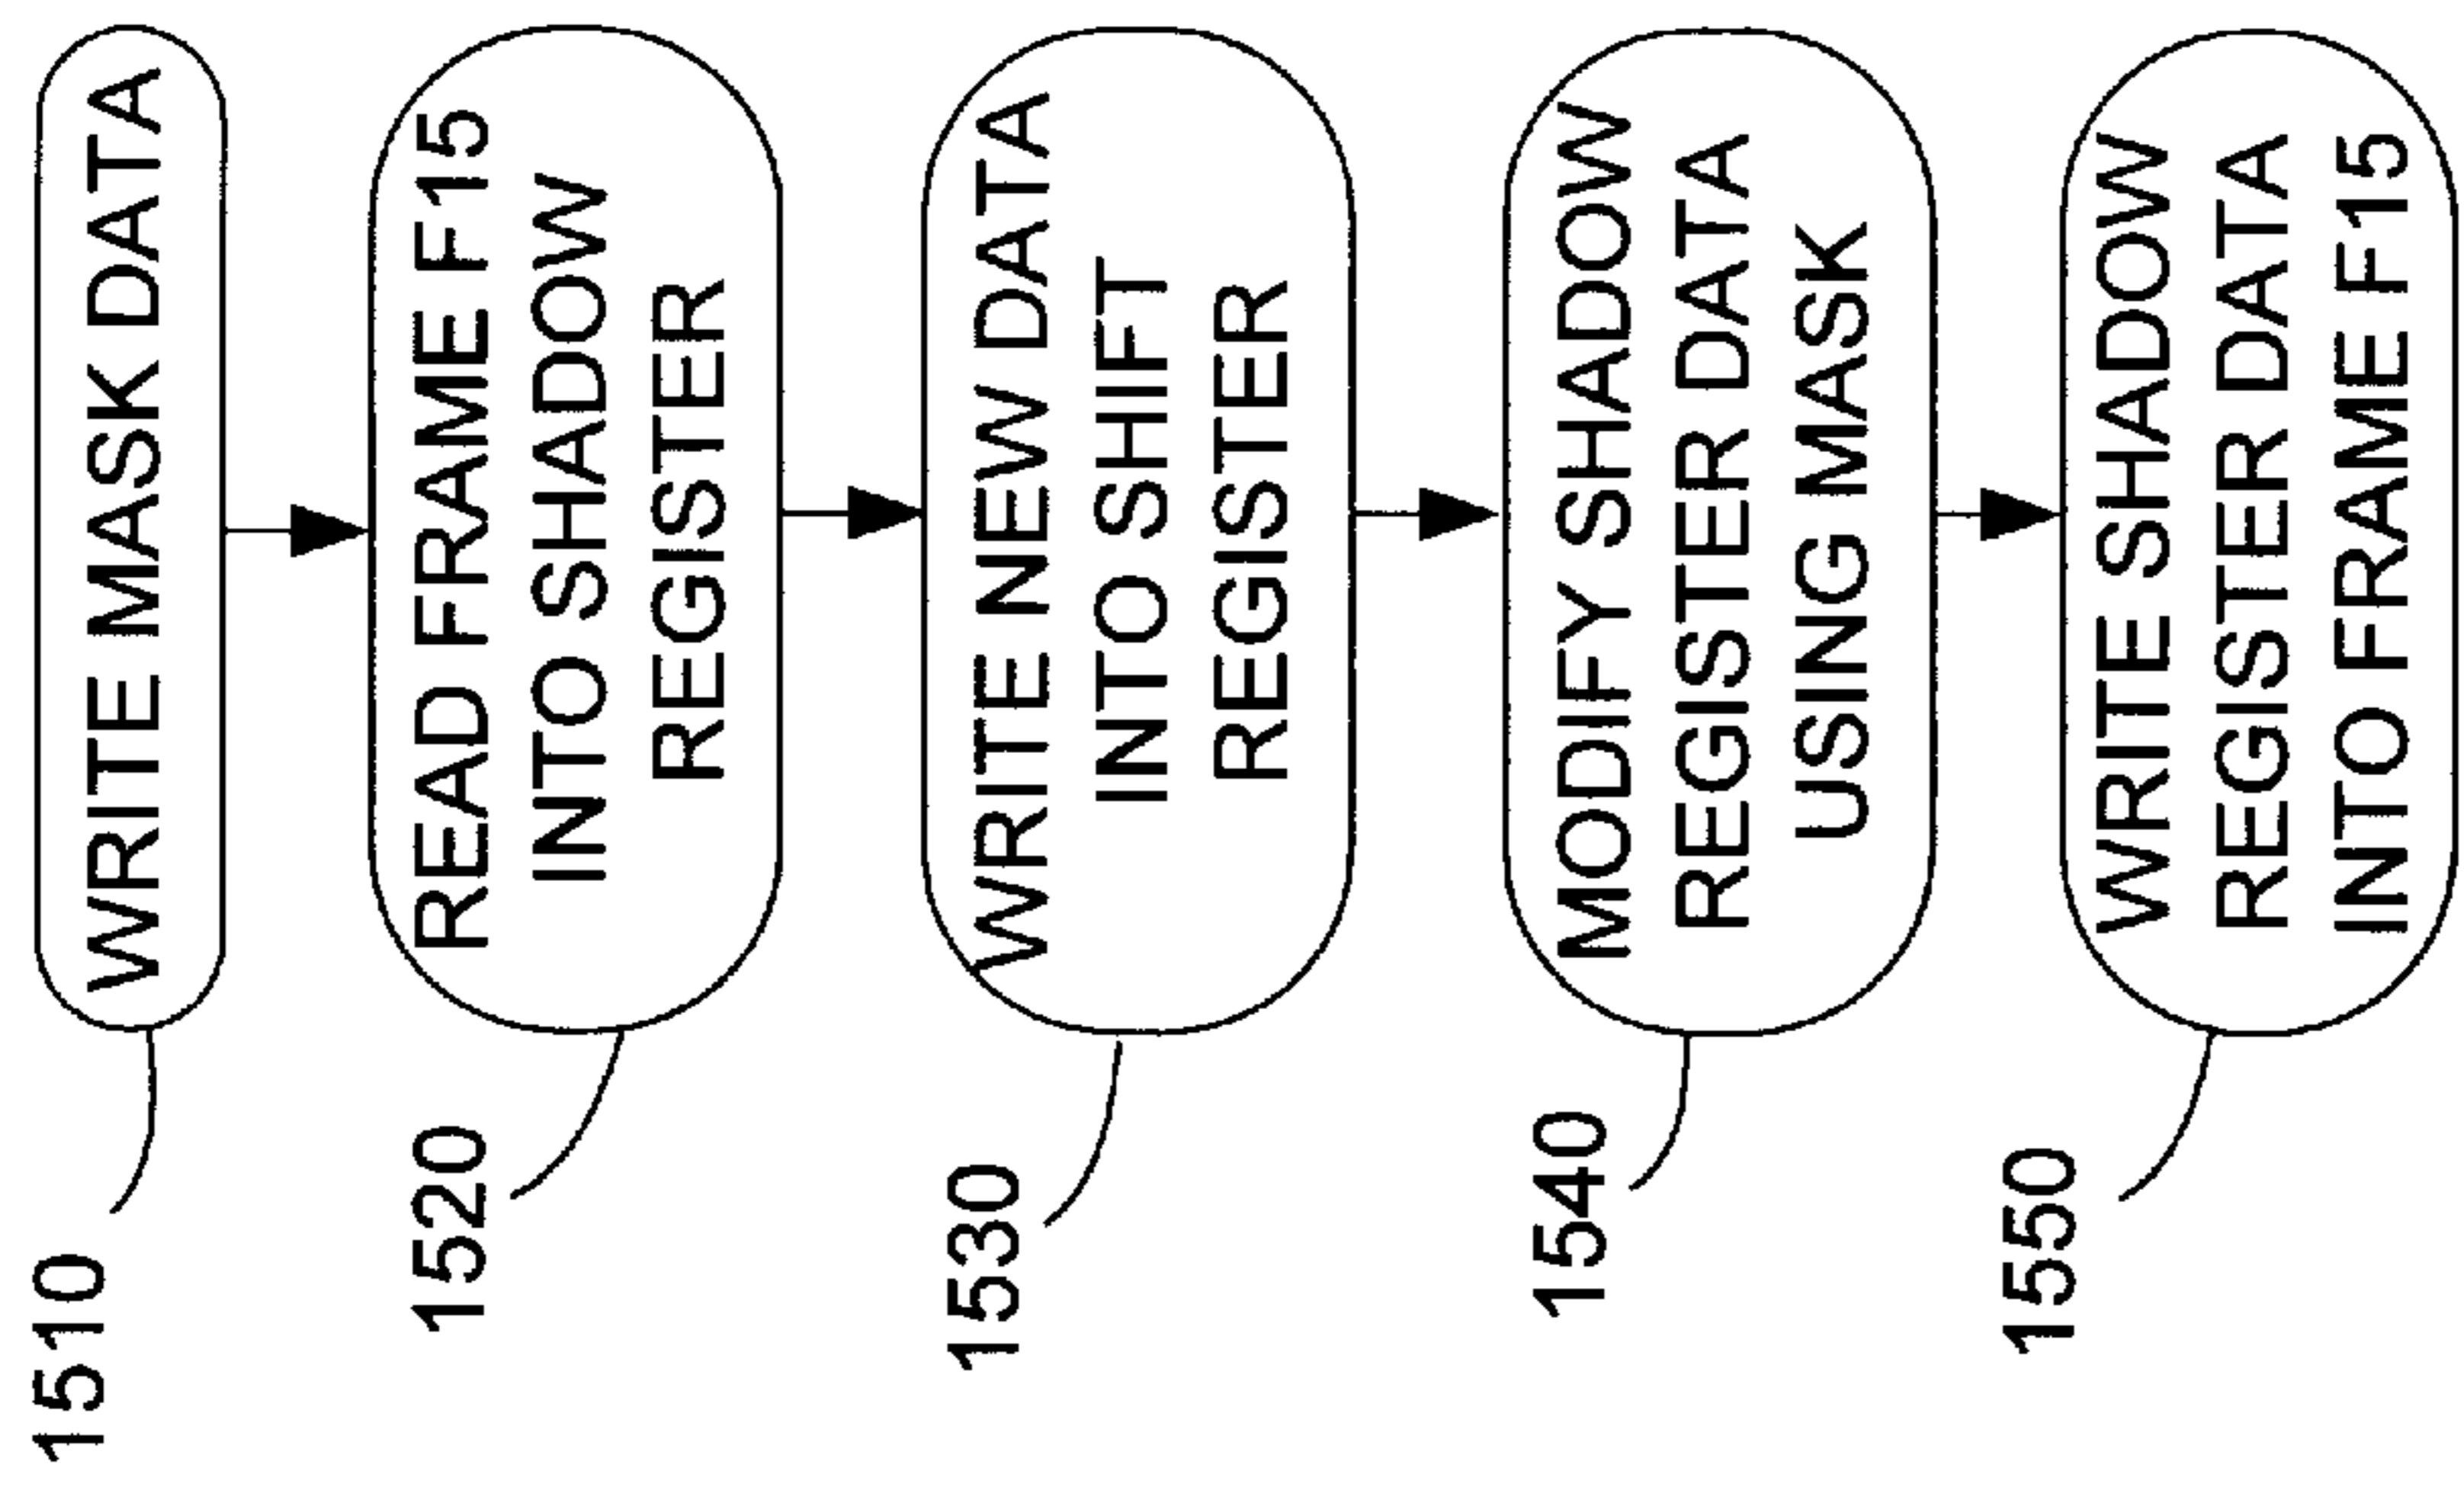 1510
WRITE MASK DATA
1520
READ FRAME F15
INTO SHADOW
REGISTER
1530
WRITE NEW DATA
INTO SHIFT
REGISTER
1540
MODIFY SHADOW
REGISTER DATA
USING MASK
1550
WRITE SHADOW
REGISTER DATA
INTO FRAME F15